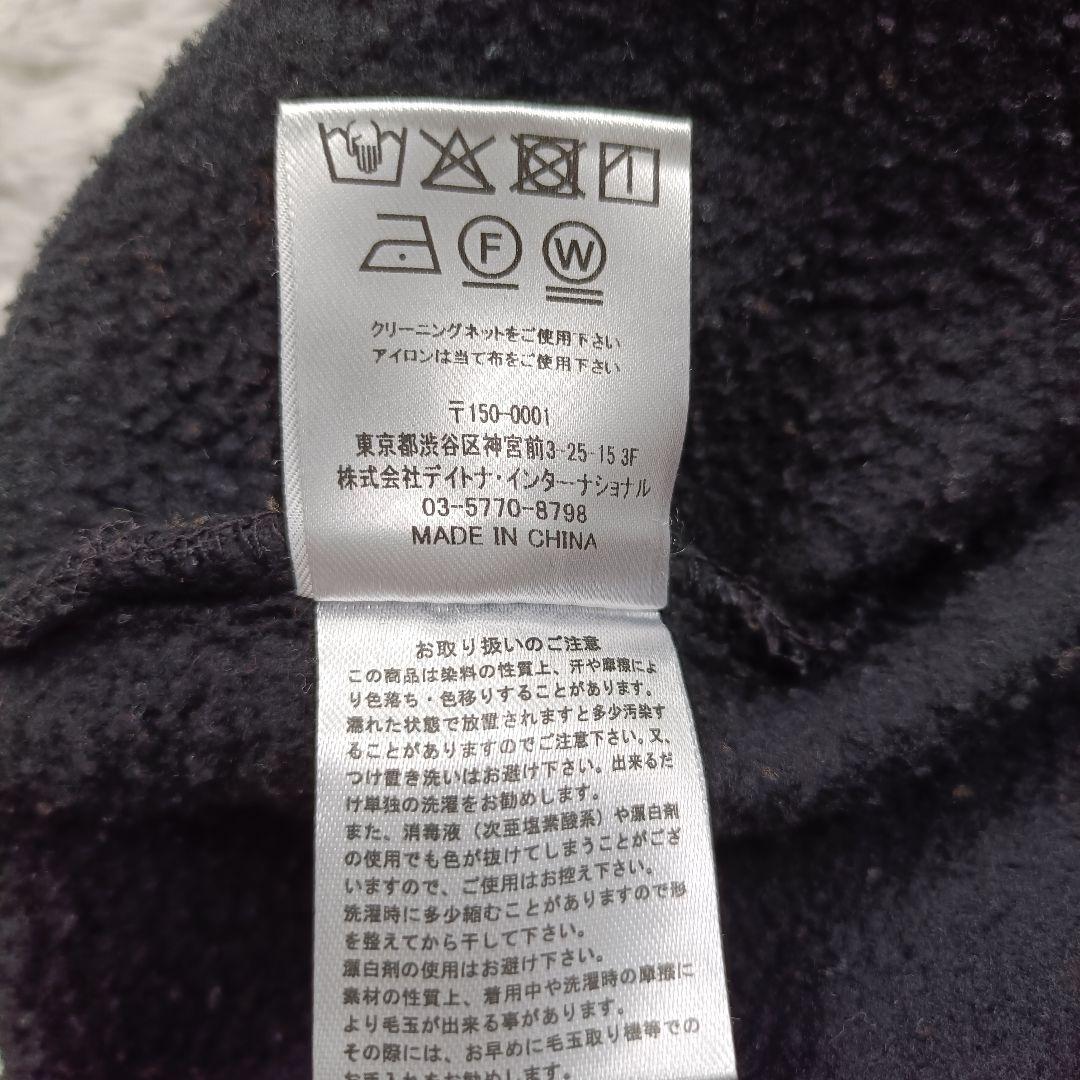 F W
クリーニングネットをご使用下さい
アイロンは当て布をご使用下さい
〒150-0001
東京都渋谷区神宮前3-25-15 3F
株式会社デイトナ・インターナショナル
03-5770-8798
MADE IN CHINA
お取り扱いのご注意
この商品は染料の性質上、汗や摩擦によ
り色落ち・色移りすることがあります。
濡れた状態で放置されますと多少汚染す
ることがありますのでご注意下さい。又、
つけ置き洗いはお避け下さい。出来るだ
け単独の洗濯をお勧めします。
また、消毒液（次亜塩素酸系）や漂白剤
の使用でも色が抜けてしまうことがござ
いますので、ご使用はお控え下さい。
洗濯時に多少縮むことがありますので形
を整えてから干して下さい。
漂白剤の使用はお避け下さい。
素材の性質上、着用中や洗濯時の摩擦に
より毛玉が出来る事があります。
その際には、お早めに毛玉取り機等での
お手入れをお勧めします。